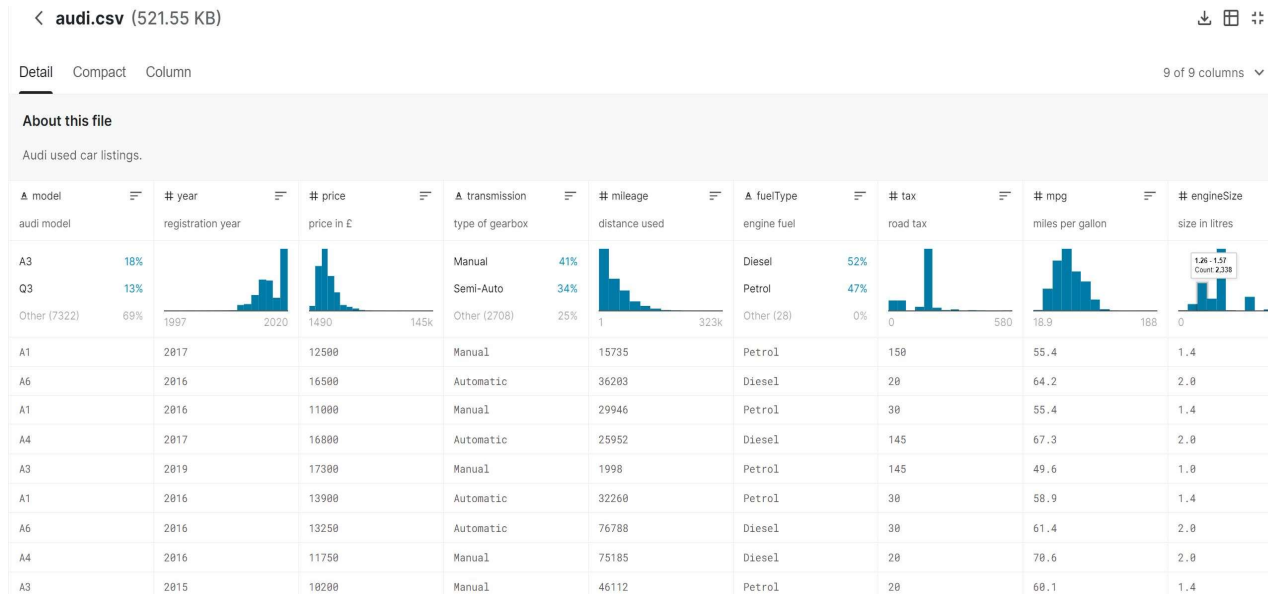 audi.csv (521.55 KB)
Detail Compact Column 9 of 9 columns
About this file
Audi used car listings.
A model # year # price A transmission # mileage A fuelType # tax # mpg # engineSize
audi model registration year price in £ type of gearbox distance used engine fuel road tax miles per gallon size in litres
A3 18% Manual 41% Diesel 52% 1.26 - 1.57
Count: 2,338
Q3 13% Semi-Auto 34% Petrol 47%
Other (7322) 69% 1997 2020 1490 145k Other (2708) 25% 1 323k Other (28) 0% 0 580 18.9 188 0
A1 2017 12500 Manual 15735 Petrol 150 55.4 1.4
A6 2016 16500 Automatic 36203 Diesel 20 64.2 2.0
A1 2016 11000 Manual 29946 Petrol 30 55.4 1.4
A4 2017 16800 Automatic 25952 Diesel 145 67.3 2.0
A3 2019 17300 Manual 1998 Petrol 145 49.6 1.0
A1 2016 13900 Automatic 32260 Petrol 30 58.9 1.4
A6 2016 13250 Automatic 76788 Diesel 30 61.4 2.0
A4 2016 11750 Manual 75185 Diesel 20 70.6 2.0
A3 2015 10200 Manual 46112 Petrol 20 60.1 1.4